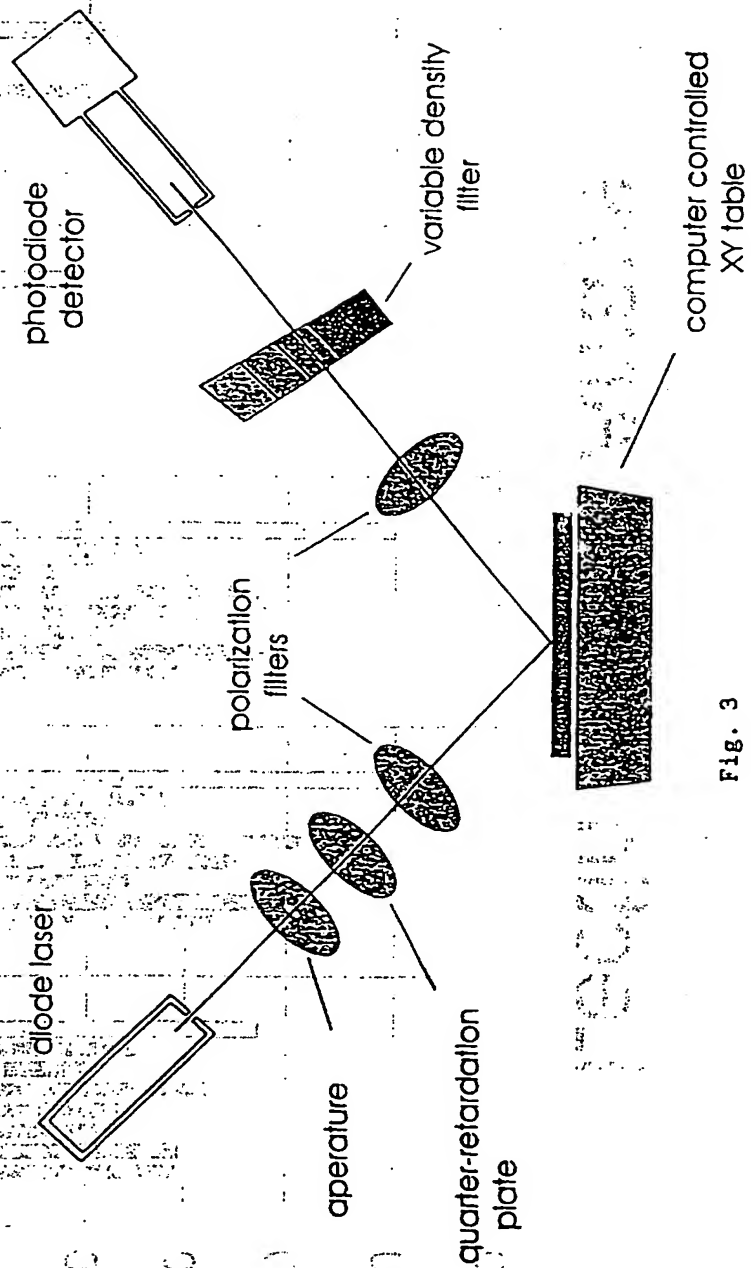 diode laser
aperature
quarter-retardation
plate
polarization
filters
photodiode
detector
variable density
filter
computer controlled
XY table
Fig. 3